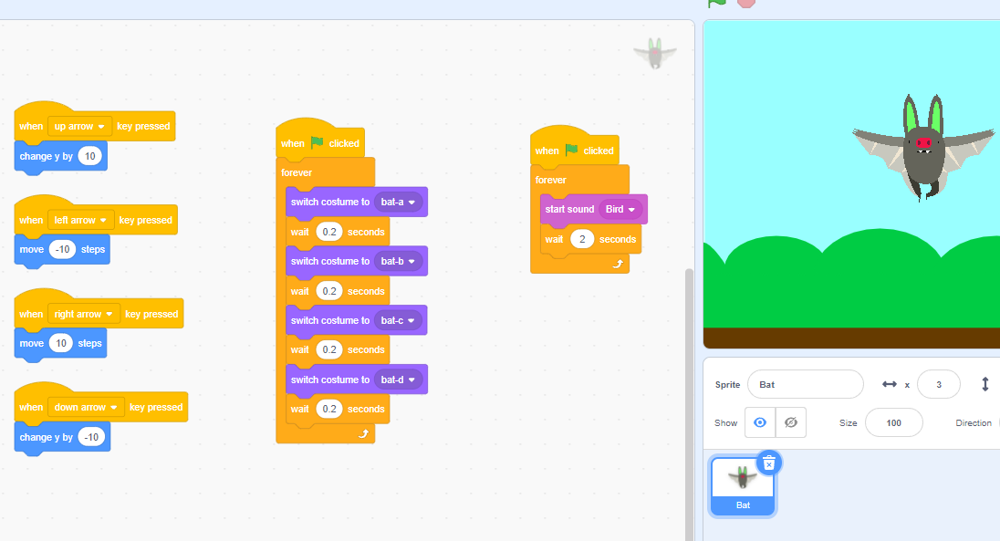 when up arrow key pressed
change y by 10
when left arrow key pressed
move -10 steps
when right arrow key pressed
move 10 steps
when down arrow key pressed
change y by -10
when clicked
forever
switch costume to bat-a
wait 0.2 seconds
switch costume to bat-b
wait 0.2 seconds
switch costume to bat-c
wait 0.2 seconds
switch costume to bat-d
wait 0.2 seconds
when clicked
forever
start sound Bird
wait 2 seconds
Sprite Bat x 3
Show Size 100 Direction
Bat